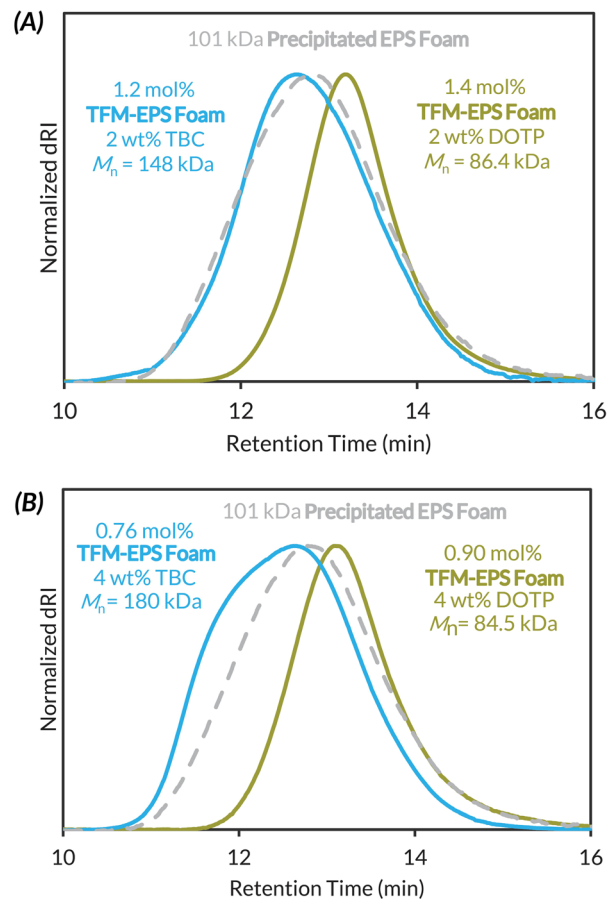 (A)
101 kDa Precipitated EPS Foam
1.2 mol%
TFM-EPS Foam
2 wt% TBC
Mn = 148 kDa
1.4 mol%
TFM-EPS Foam
2 wt% DOTP
Mn = 86.4 kDa
Normalized dRI
10 12 14 16
Retention Time (min)
(B)
101 kDa Precipitated EPS Foam
0.76 mol%
TFM-EPS Foam
4 wt% TBC
Mn = 180 kDa
0.90 mol%
TFM-EPS Foam
4 wt% DOTP
Mn= 84.5 kDa
Normalized dRI
10 12 14 16
Retention Time (min)